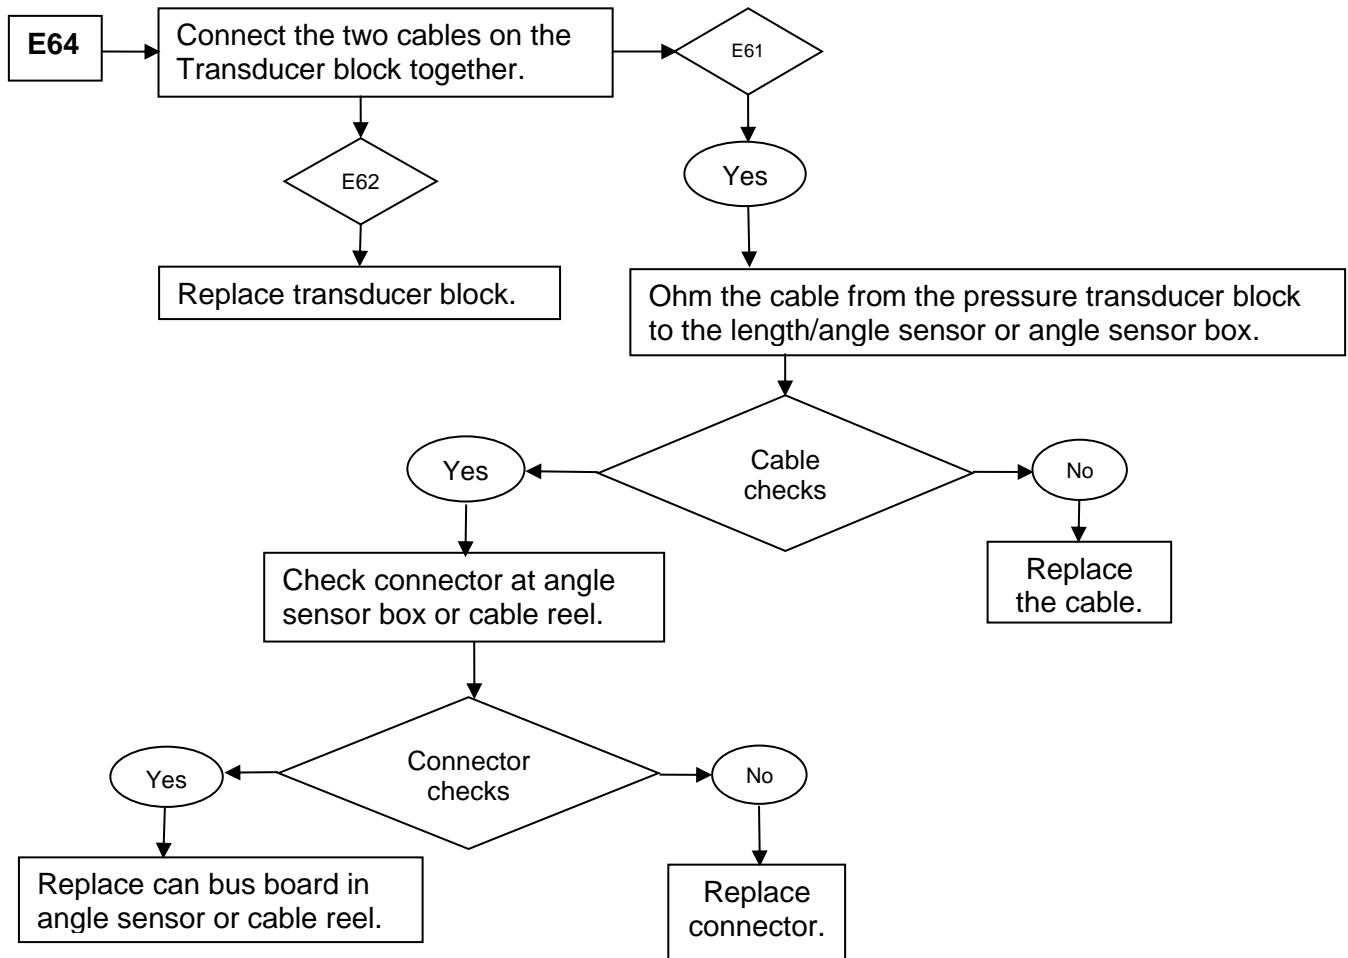 E64
Connect the two cables on the
Transducer block together.
E61
E62
Yes
Replace transducer block.
Ohm the cable from the pressure transducer block
to the length/angle sensor or angle sensor box.
Cable
checks
Yes
No
Replace
the cable.
Check connector at angle
sensor box or cable reel.
Connector
checks
Yes
No
Replace can bus board in
angle sensor or cable reel.
Replace
connector.